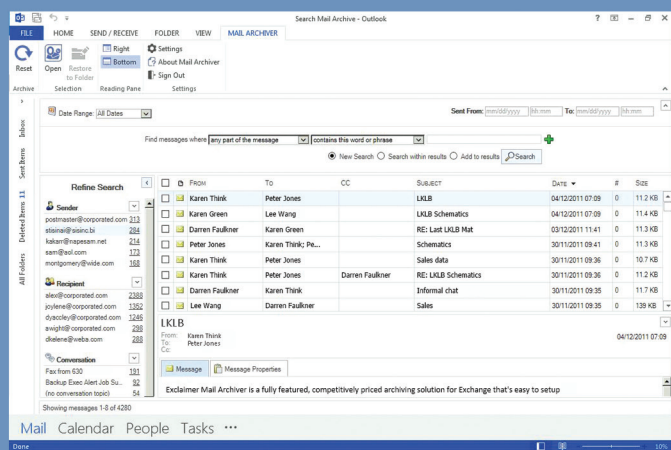 Search Mail Archive - Outlook
FILE HOME SEND / RECEIVE FOLDER VIEW MAIL ARCHIVER
Reset
Open
Restore to Folder
Right
Bottom
Settings
About Mail Archiver
Sign Out
Archive Selection Reading Pane Settings
Inbox
Sent Items
Deleted Items 11
All Folders
Date Range: All Dates
Sent From: mm/dd/yyyy hh:mm To: mm/dd/yyyy hh:mm
Find messages where any part of the message contains this word or phrase
New Search Search within results Add to results Search
Refine Search
Sender
postmaster@corporated.com 313
stisinai@sisinc.bi 284
kakarr@napesam.net 214
sam@aol.com 173
montgomery@wide.com 168
Recipient
alex@corporated.com 2388
joylene@corporated.com 1352
dyaccley@corporated.com 1246
awight@corporated.com 298
dkelene@weba.com 288
Conversation
Fax from 630 191
Backup Exec Alert Job Su... 92
(no conversation topic) 54
FROM TO CC SUBJECT DATE # SIZE
Karen Think Peter Jones LKLB 04/12/2011 07:09 0 11.2 KB
Karen Green Lee Wang LKLB Schematics 04/12/2011 07:09 0 11.4 KB
Darren Faulkner Karen Green RE: Last LKLB Mat 03/12/2011 11:41 0 11.3 KB
Peter Jones Karen Think; Pe... Schematics 30/11/2011 09:41 0 11.3 KB
Karen Think Peter Jones Sales data 30/11/2011 09:36 0 10.7 KB
Karen Think Peter Jones Darren Faulkner RE: LKLB Schematics 30/11/2011 09:36 0 11.2 KB
Darren Faulkner Karen Think Informal chat 30/11/2011 09:35 0 11.7 KB
Lee Wang Darren Faulkner Sales 30/11/2011 09:35 0 139 KB
LKLB
From: Karen Think 04/12/2011 07:09
To: Peter Jones
Cc:
Message Message Properties
Exclaimer Mail Archiver is a fully featured, competitively priced archiving solution for Exchange that's easy to setup
Showing messages 1-8 of 4280
Mail Calendar People Tasks ...
Done 10%